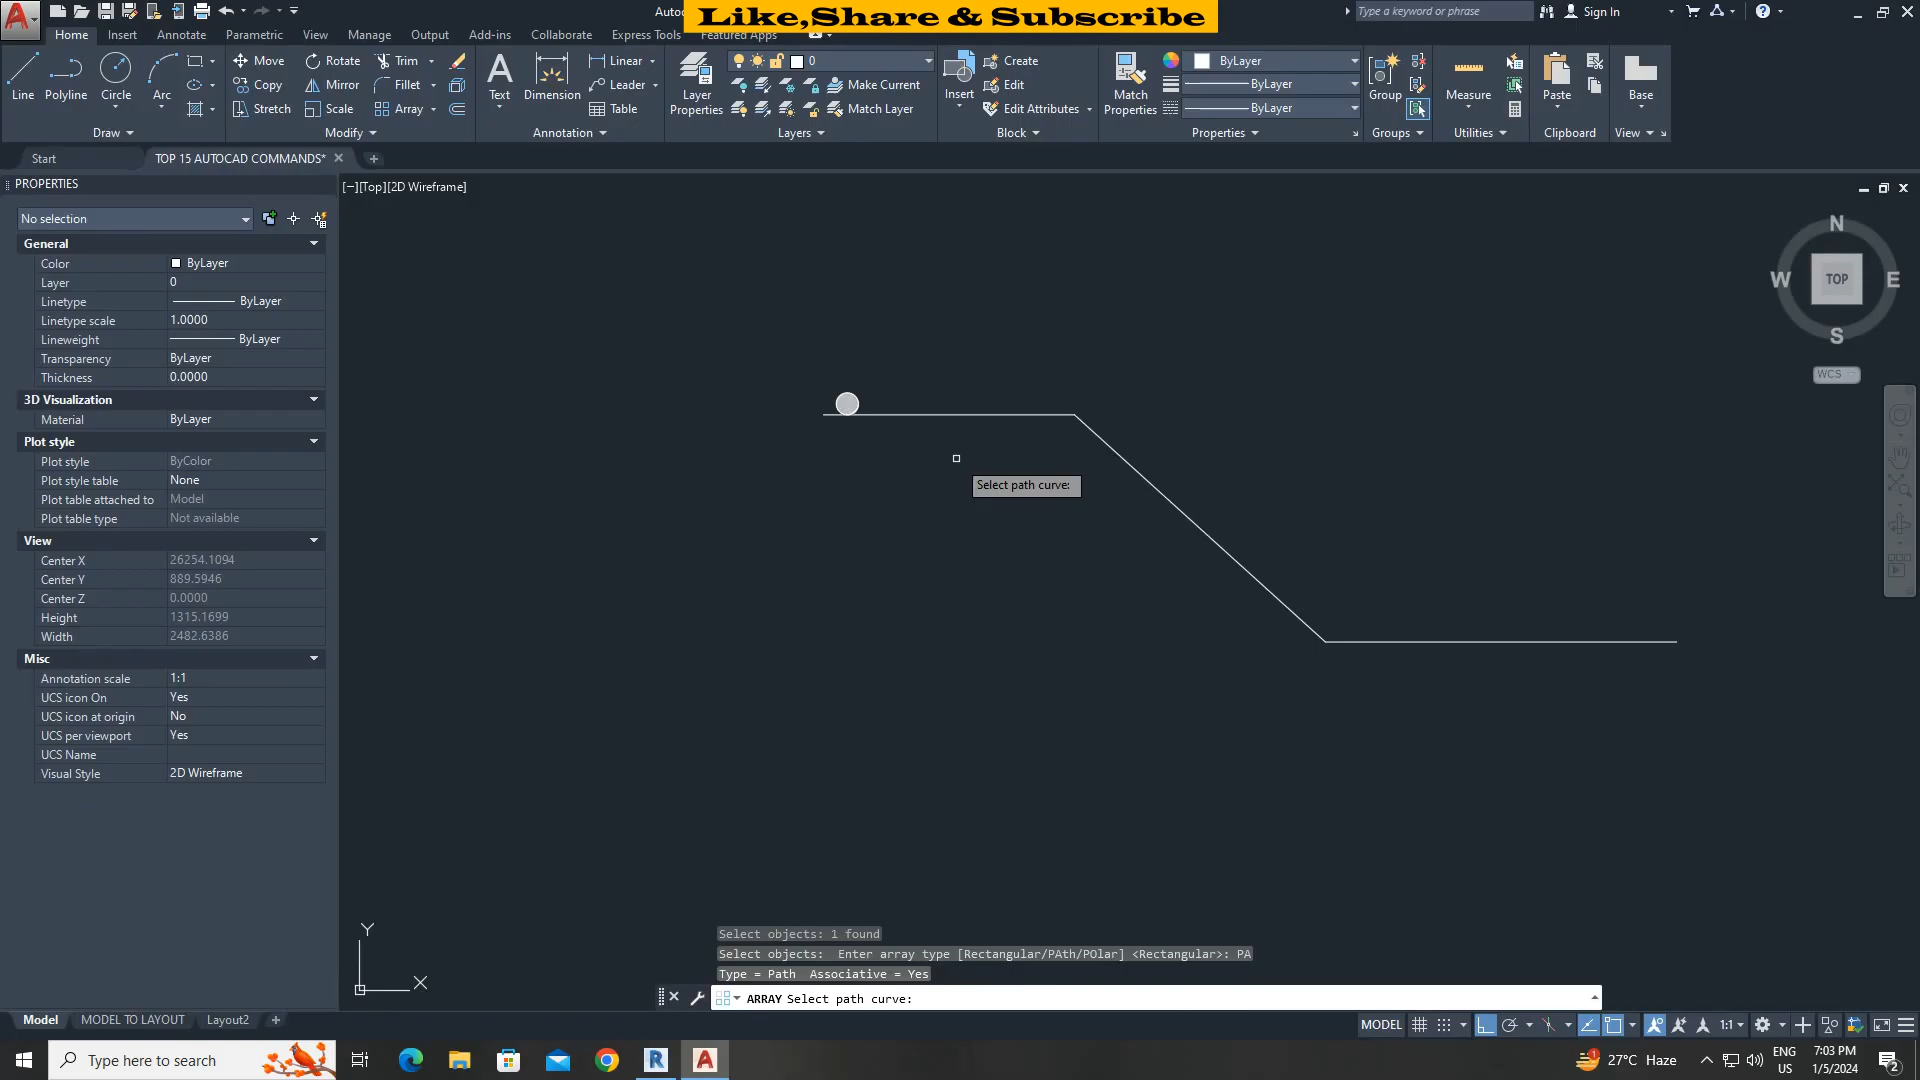 Autod
Like,Share & Subscribe
Type a keyword or phrase
Sign In
Home
Insert
Annotate
Parametric
View
Manage
Output
Add-ins
Collaborate
Express Tools
Featured Apps
Line
Polyline
Circle
Arc
Move
Rotate
Trim
Copy
Mirror
Fillet
Stretch
Scale
Array
Text
Dimension
Linear
Leader
Table
Layer
Properties
0
Make Current
Match Layer
Insert
Create
Edit
Edit Attributes
Match
Properties
ByLayer
ByLayer
ByLayer
Group
Measure
Paste
Base
Draw
Modify
Annotation
Layers
Block
Properties
Groups
Utilities
Clipboard
View
Start
TOP 15 AUTOCAD COMMANDS*
PROPERTIES
No selection
General
Color ByLayer
Layer 0
Linetype ByLayer
Linetype scale 1.0000
Lineweight ByLayer
Transparency ByLayer
Thickness 0.0000
3D Visualization
Material ByLayer
Plot style
Plot style ByColor
Plot style table None
Plot table attached to Model
Plot table type Not available
View
Center X 26254.1094
Center Y 889.5946
Center Z 0.0000
Height 1315.1699
Width 2482.6386
Misc
Annotation scale 1:1
UCS icon On Yes
UCS icon at origin No
UCS per viewport Yes
UCS Name
Visual Style 2D Wireframe
[−][Top][2D Wireframe]
N
W TOP E
S
WCS
Select path curve:
Y
X
Select objects: 1 found
Select objects: Enter array type [Rectangular/PAth/POlar] <Rectangular>: PA
Type = Path Associative = Yes
ARRAY Select path curve:
Model
MODEL TO LAYOUT
Layout2
MODEL
1:1
Type here to search
27°C Haze
ENG
US
7:03 PM
1/5/2024
2